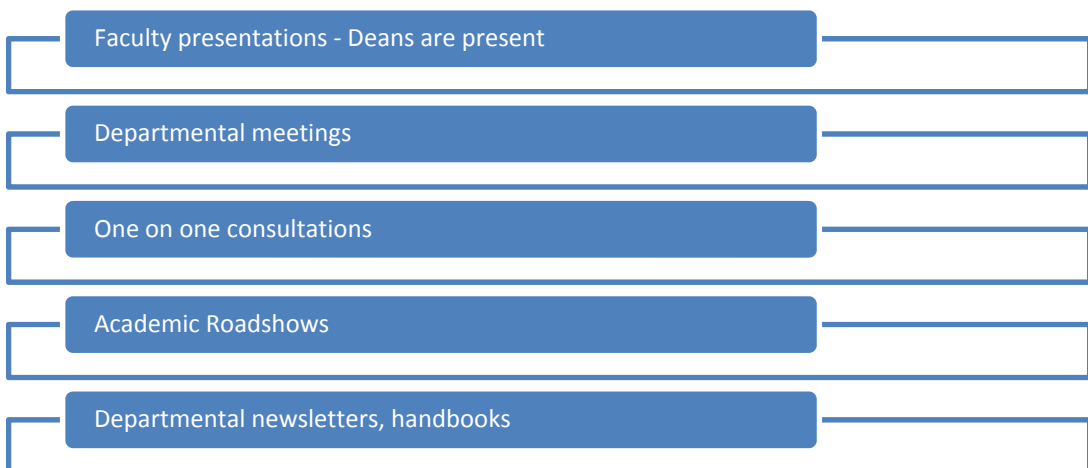 Faculty presentations - Deans are present
Departmental meetings
One on one consultations
Academic Roadshows
Departmental newsletters, handbooks